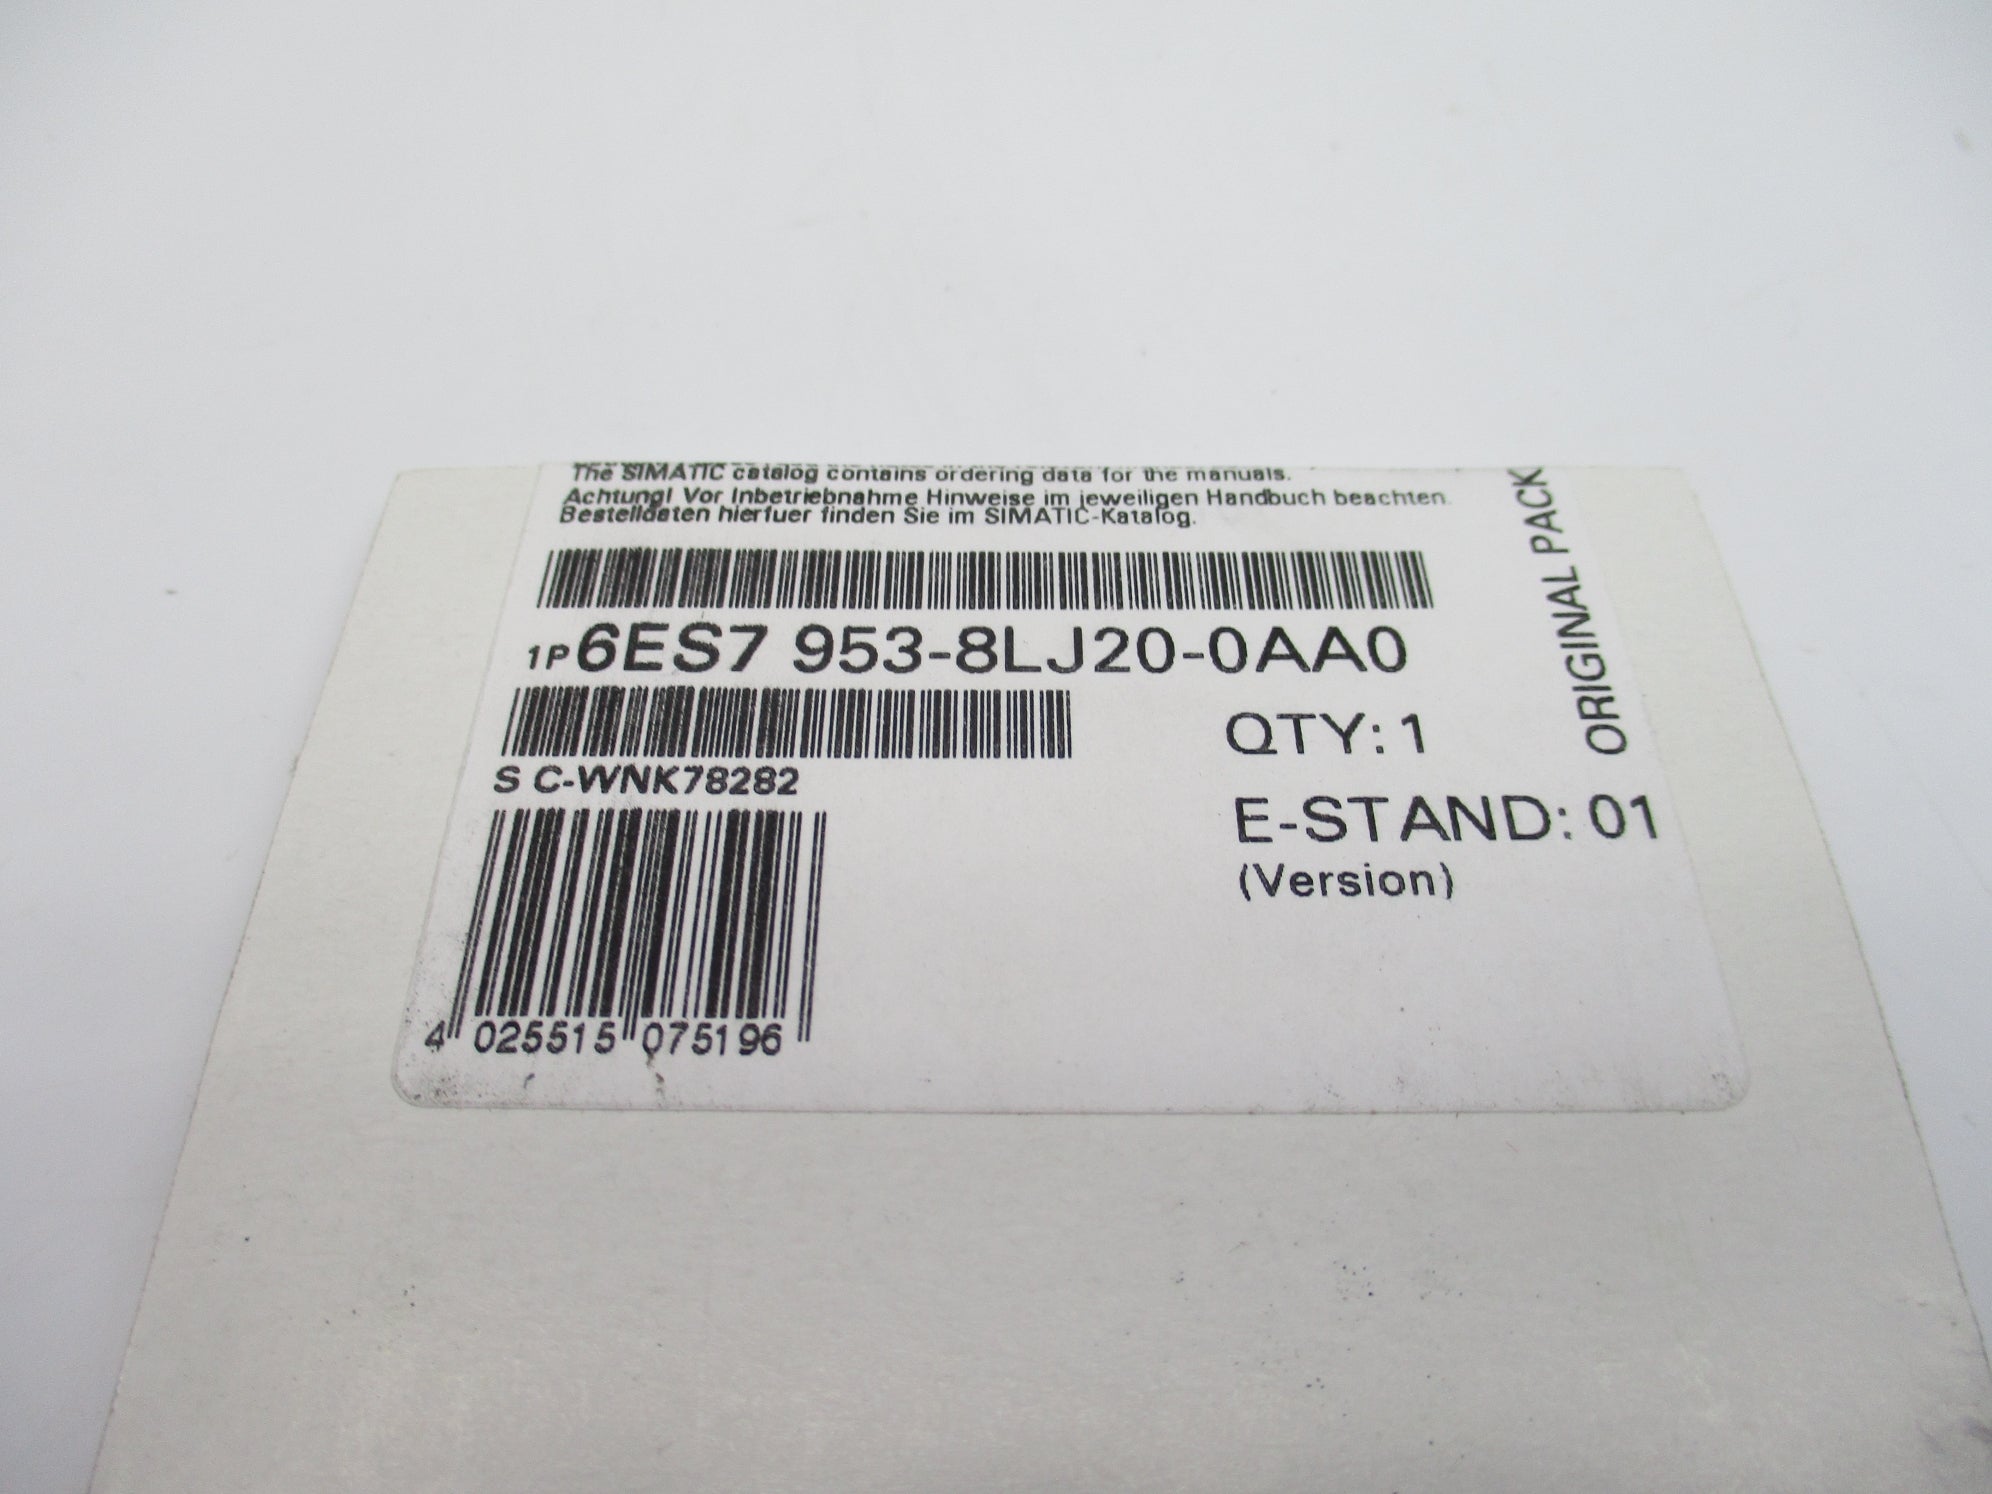 The SIMATIC catalog contains ordering data for the manuals.
Achtung! Vor Inbetriebnahme Hinweise im jeweiligen Handbuch beachten.
Bestelldaten hierfuer finden Sie im SIMATIC-Katalog.
ORIGINAL PACK
1P 6ES7 953-8LJ20-0AA0
QTY: 1
S C-WNK78282
E-STAND: 01
(Version)
4 025515 075196